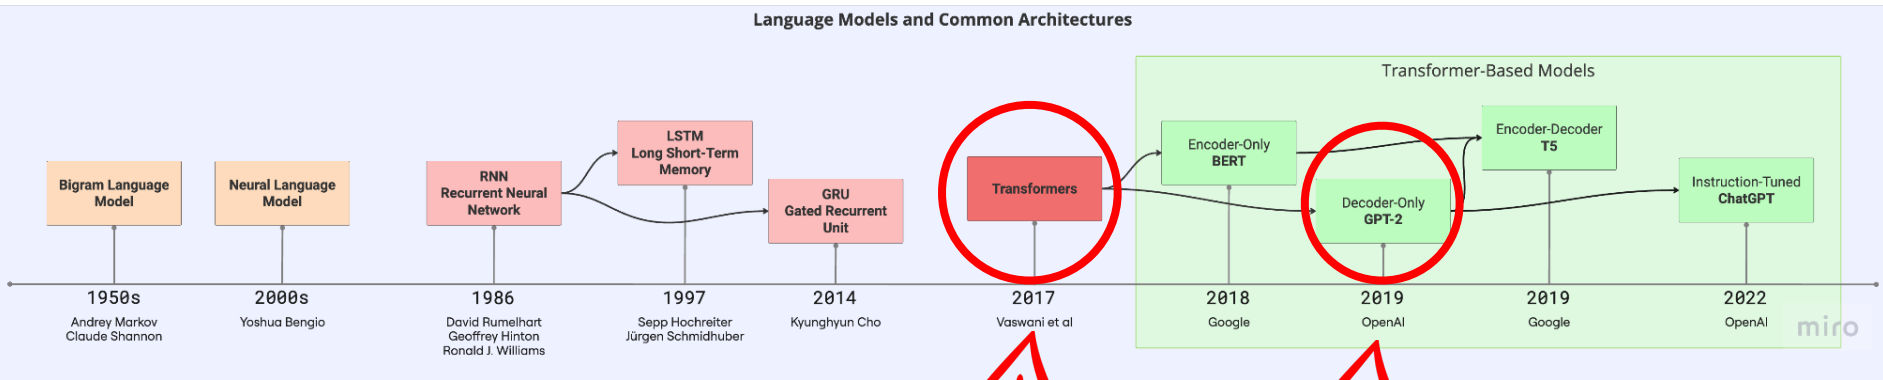 Language Models and Common Architectures
Transformer-Based Models
Bigram Language
Model
Neural Language
Model
RNN
Recurrent Neural
Network
LSTM
Long Short-Term
Memory
GRU
Gated Recurrent
Unit
Transformers
Encoder-Only
BERT
Decoder-Only
GPT-2
Encoder-Decoder
T5
Instruction-Tuned
ChatGPT
1950s
Andrey Markov
Claude Shannon
2000s
Yoshua Bengio
1986
David Rumelhart
Geoffrey Hinton
Ronald J. Williams
1997
Sepp Hochreiter
Jürgen Schmidhuber
2014
Kyunghyun Cho
2017
Vaswani et al
2018
Google
2019
OpenAI
2019
Google
2022
OpenAI
miro